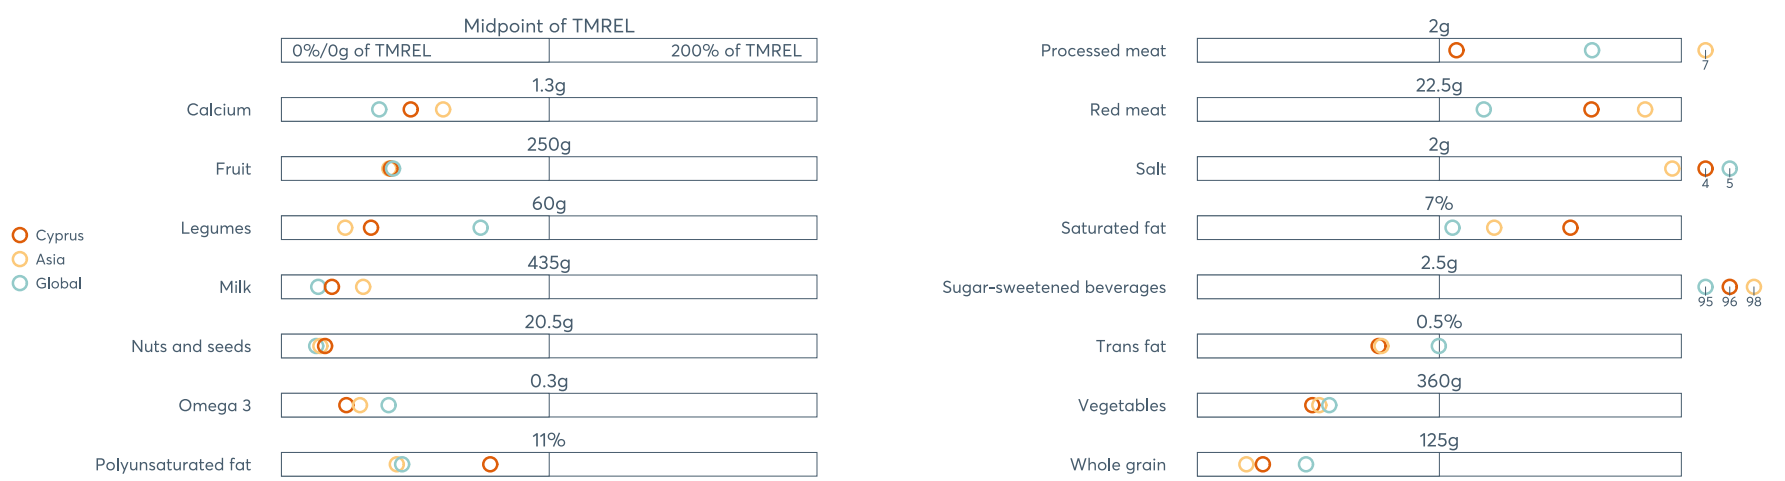 Midpoint of TMREL
0%/0g of TMREL 200% of TMREL
1.3g
Calcium
250g
Fruit
60g
Legumes
435g
Milk
20.5g
Nuts and seeds
0.3g
Omega 3
11%
Polyunsaturated fat
Cyprus
Asia
Global
2g
Processed meat
7
22.5g
Red meat
2g
Salt
4 5
7%
Saturated fat
2.5g
Sugar-sweetened beverages
95 96 98
0.5%
Trans fat
360g
Vegetables
125g
Whole grain